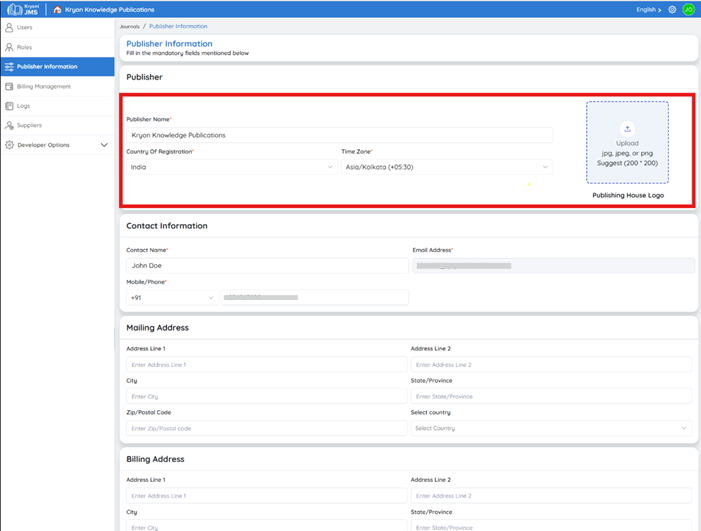 Kryoni
JMS
Kryon Knowledge Publications
English
JO
Users
Roles
Publisher Information
Billing Management
Logs
Suppliers
Developer Options
Journals / Publisher Information
Publisher Information
Fill in the mandatory fields mentioned below
Publisher
Publisher Name*
Kryon Knowledge Publications
Country Of Registration*
Time Zone*
India
Asia/Kolkata (+05:30)
Upload
jpg, jpeg, or png
Suggest (200 * 200)
Publishing House Logo
Contact Information
Contact Name*
Email Address*
John Doe
Mobile/Phone*
+91
Mailing Address
Address Line 1
Address Line 2
Enter Address Line 1
Enter Address Line 2
City
State/Province
Enter City
Enter State/Province
Zip/Postal Code
Select country
Enter Zip/Postal code
Select Country
Billing Address
Address Line 1
Address Line 2
Enter Address Line 1
Enter Address Line 2
City
State/Province
Enter City
Enter State/Province